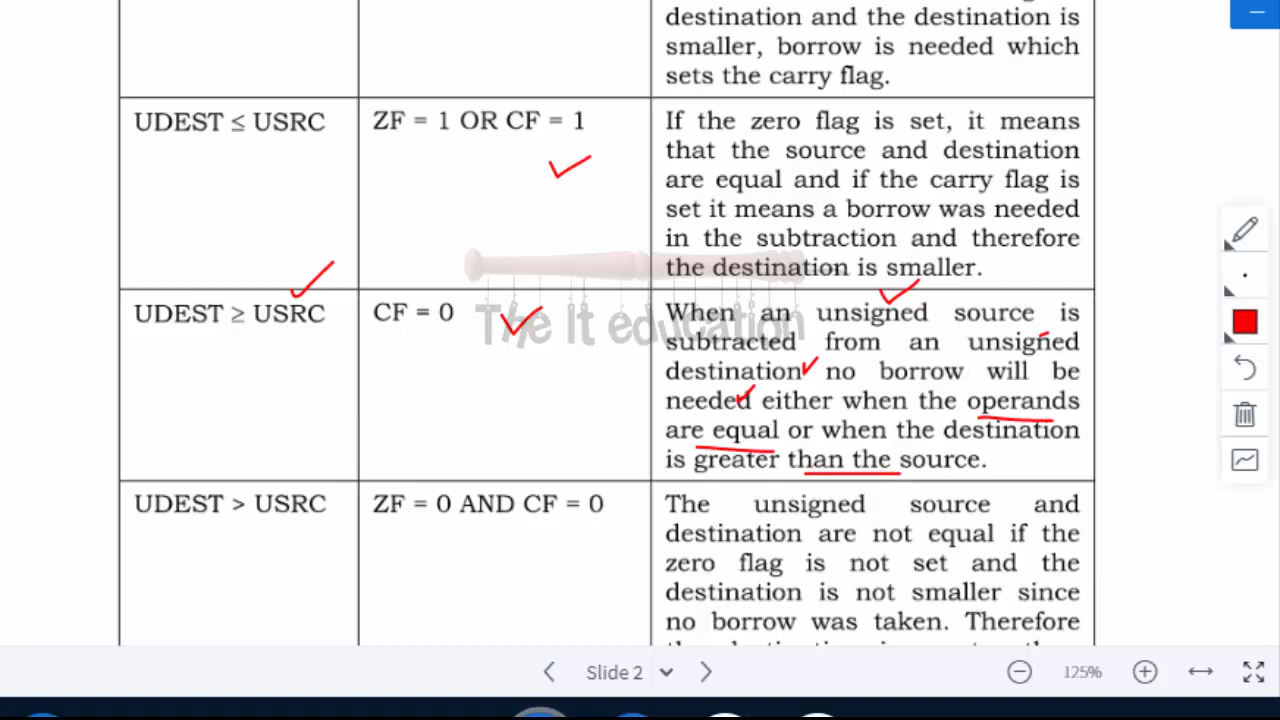 destination and the destination is
smaller, borrow is needed which
sets the carry flag.
UDEST ≤ USRC
ZF = 1 OR CF = 1
If the zero flag is set, it means
that the source and destination
are equal and if the carry flag is
set it means a borrow was needed
in the subtraction and therefore
the destination is smaller.
UDEST ≥ USRC
CF = 0
When an unsigned source is
subtracted from an unsigned
destination no borrow will be
needed either when the operands
are equal or when the destination
is greater than the source.
The It education
UDEST > USRC
ZF = 0 AND CF = 0
The unsigned source and
destination are not equal if the
zero flag is not set and the
destination is not smaller since
no borrow was taken. Therefore
Slide 2
125%